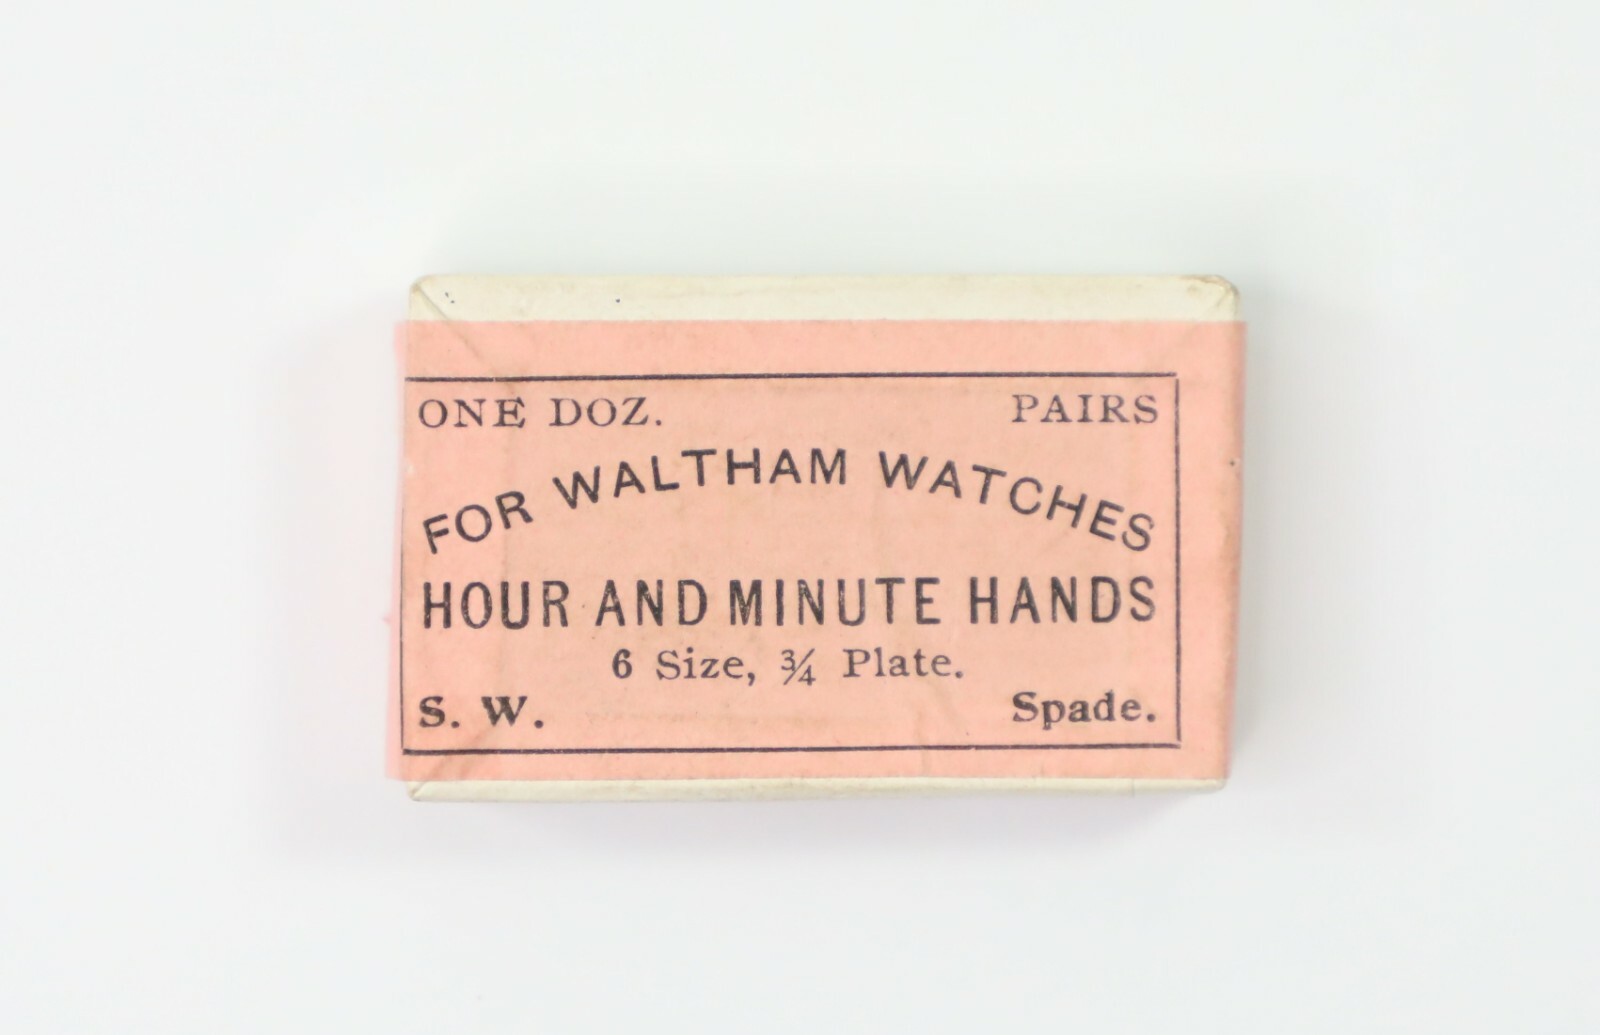 ONE DOZ. PAIRS
FOR WALTHAM WATCHES
HOUR AND MINUTE HANDS
6 Size, ¾ Plate.
S. W. Spade.